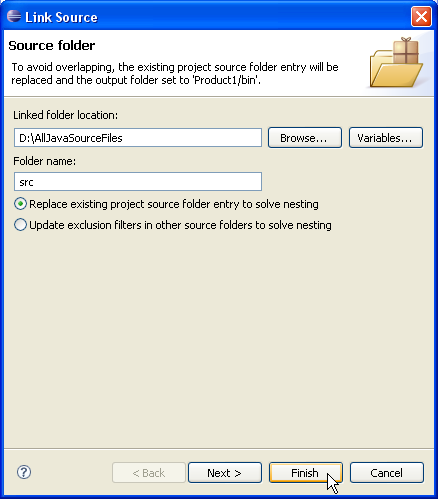 Link Source
Source folder
To avoid overlapping, the existing project source folder entry will be
replaced and the output folder set to 'Product1/bin'.
Linked folder location:
D:\AllJavaSourceFiles
Browse...
Variables...
Folder name:
src
Replace existing project source folder entry to solve nesting
Update exclusion filters in other source folders to solve nesting
?
< Back
Next >
Finish
Cancel